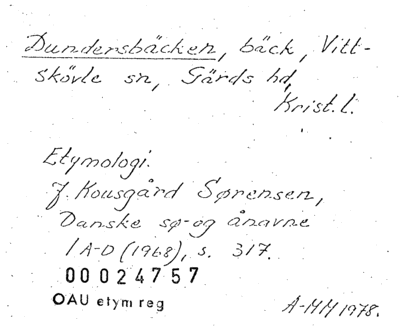 Dundersbäcken, bäck, Vitt-
skövle sn, Gärds hd,
Krist. l.
Etymologi.
J. Kousgård Sørensen,
Danske sø- og ånavne
1 A-D (1968), s. 317.
00024757
OAU etym reg
A-MM 1978.